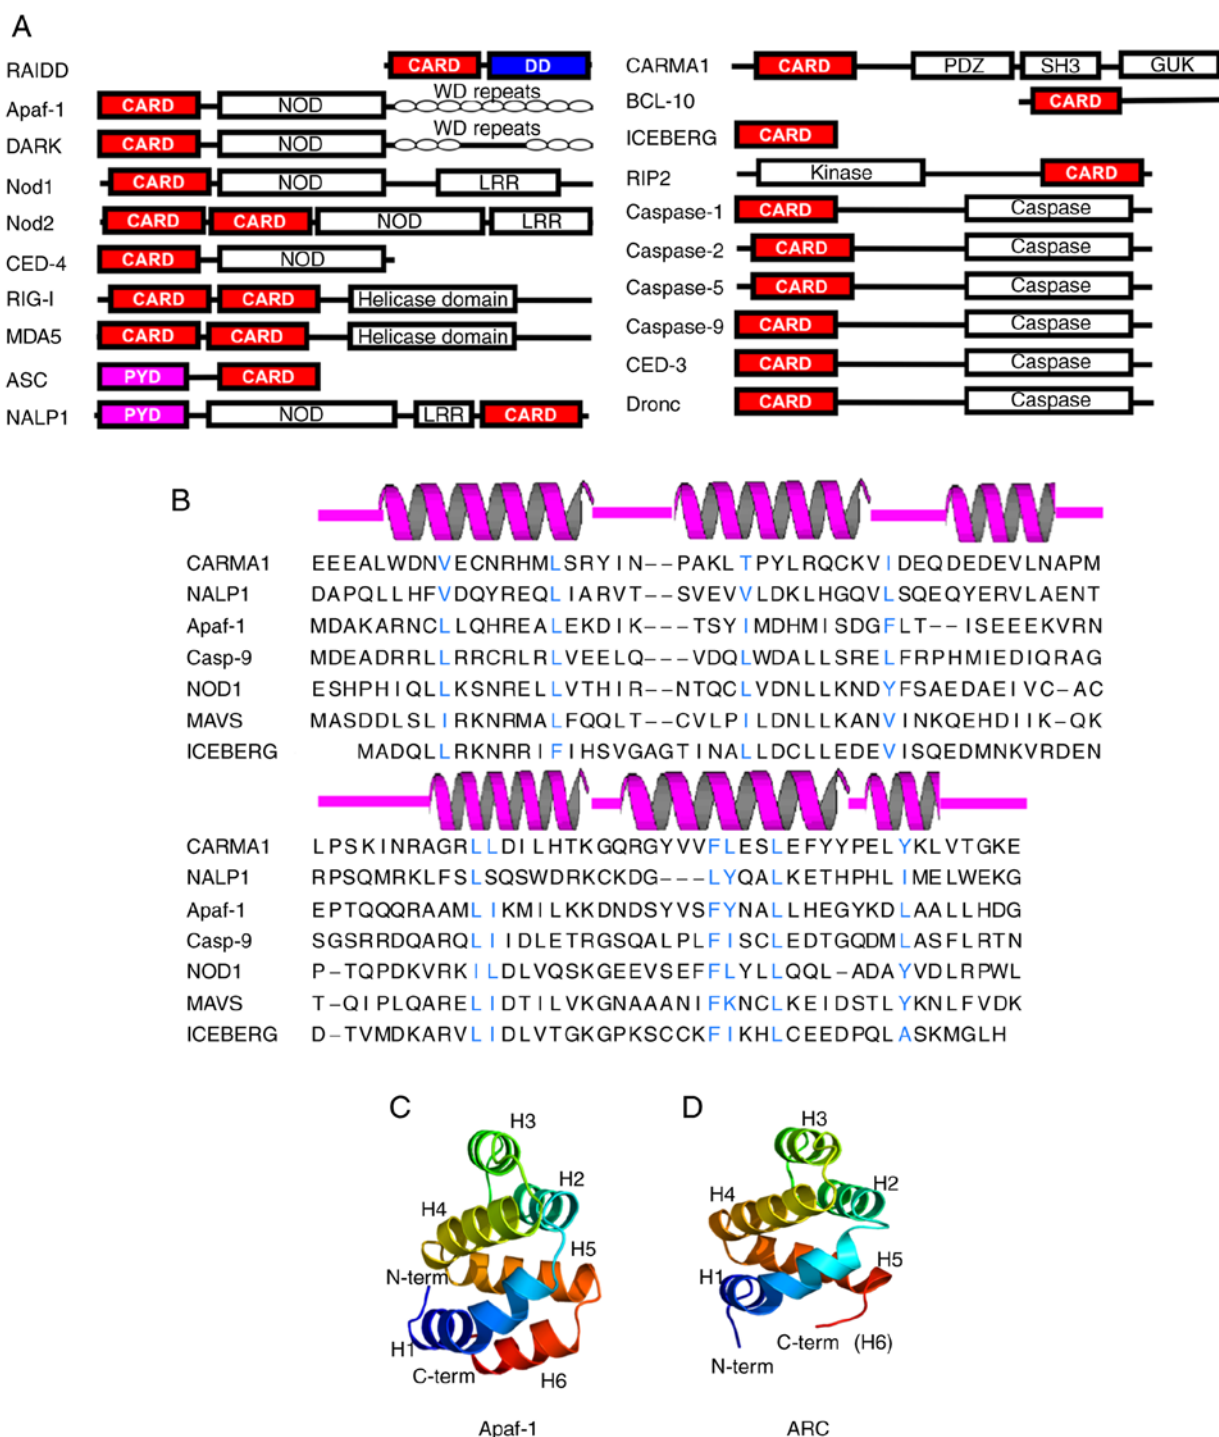 A
RAIDD CARD DD
Apaf-1 CARD NOD WD repeats
DARK CARD NOD WD repeats
Nod1 CARD NOD LRR
Nod2 CARD CARD NOD LRR
CED-4 CARD NOD
RIG-I CARD CARD Helicase domain
MDA5 CARD CARD Helicase domain
ASC PYD CARD
NALP1 PYD NOD LRR CARD
CARMA1 CARD PDZ SH3 GUK
BCL-10 CARD
ICEBERG CARD
RIP2 Kinase CARD
Caspase-1 CARD Caspase
Caspase-2 CARD Caspase
Caspase-5 CARD Caspase
Caspase-9 CARD Caspase
CED-3 CARD Caspase
Dronc CARD Caspase
B
CARMA1 EEEALWDNVECNRHMLSRYIN--PAKLTPYLRQCKVIDEQDEDEVLNAPM
NALP1 DAPQLLHFVDQYREQLIARVT--SVEVVLDKLHGQVLSQEQYERVLAENT
Apaf-1 MDAKARNCLLQHREALEKDIK---TSYIMDHMISDGFLT--ISEEEKVRN
Casp-9 MDEADRRLLRRCRLRLVEELQ---VDQLWDALLSRELFRPHMIEDIQRAG
NOD1 ESHPHIQLLKSNRELLVTHIR--NTQCLVDNLLKNDYFSAEDAEIVC-AC
MAVS MASDDLSLIRKNRMALFQQLT--CVLPILDNLLKANVINKQEHDIIK-QK
ICEBERG MADQLLRKNRRIFIHSVGAGTINALLDCLLEDEVISQEDMNKVRDEN
CARMA1 LPSKINRAGRLLDILHTKGQRGYVVFLESLEFYYPELYKLVTGKE
NALP1 RPSQMRKLFSLSQSWDRKCKDG---LYQALKETHPHLIMELWEKG
Apaf-1 EPTQQQRAAMLIKMILKKDNDSYVSFYNALLHEGYKDLAALLHDG
Casp-9 SGSRRDQARQLIIDLETRGSQALPLFISCLEDTGQDMLASFLRTN
NOD1 P-TQPDKVRKILDLVQSKGEEVSEFFLYLLQQL-ADAYVDLRPWL
MAVS T-QIPLQARELIDTILVKGNAAANIFKNCLKEIDSTLYKNLFVDK
ICEBERG D-TVMDKARVLIDLVTGKGPKSCCKFIKHLCEEDPQLASKMGLH
C
H3
H2
H4
H5
N-term
H1
C-term
H6
Apaf-1
D
H3
H2
H4
H5
H1
C-term (H6)
N-term
ARC